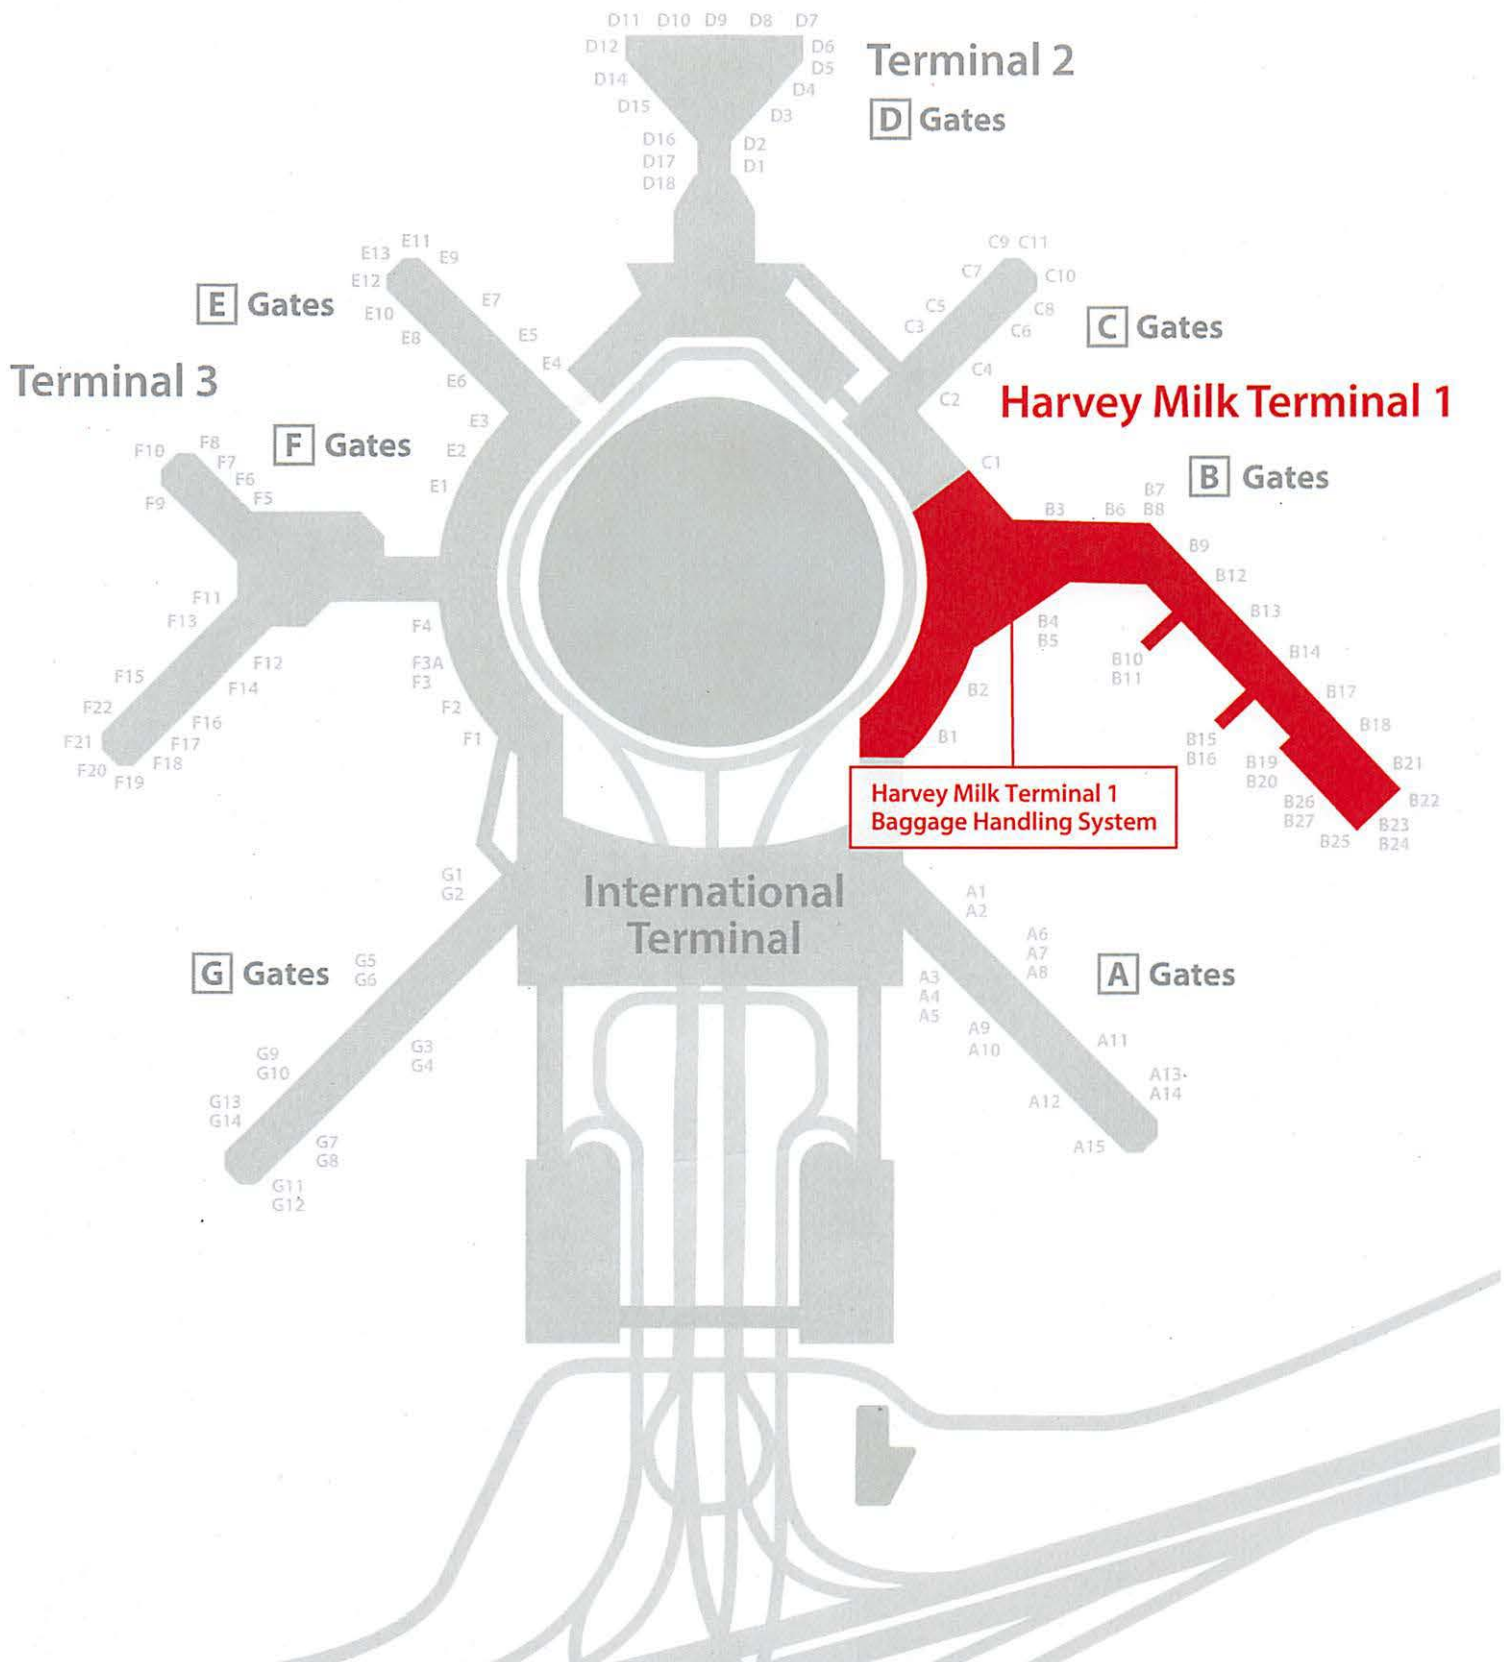 D11 D10 D9 D8 D7
D12
D6
D5
D14
D4
D15
D3
D16
D2
D17
D1
D18
Terminal 2
D Gates
E13
E11
E9
E12
E10
E7
E8
E5
E4
E6
E3
E2
E1
E Gates
Terminal 3
C9 C11
C7
C10
C5
C8
C3
C6
C4
C2
C1
C Gates
Harvey Milk Terminal 1
F Gates
F10
F8
F7
F6
F5
F9
F11
F13
F4
F12
F3A
F3
F15
F14
F2
F22
F16
F1
F21
F17
F20
F18
F19
B Gates
B7
B3
B6
B8
B9
B12
B13
B4
B5
B14
B10
B11
B2
B17
B1
B18
B15
B16
B19
B20
B21
B22
B26
B27
B23
B25
B24
Harvey Milk Terminal 1
Baggage Handling System
International
Terminal
G1
G2
G5
G6
G Gates
G3
G4
G9
G10
G13
G14
G7
G8
G11
G12
A1
A2
A6
A7
A8
A3
A4
A5
A Gates
A9
A10
A11
A13
A14
A12
A15